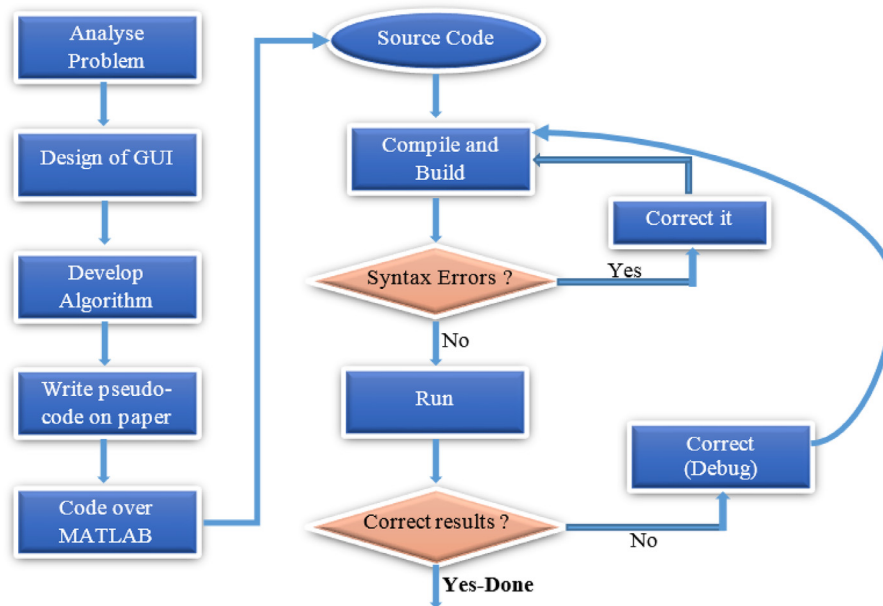 Analyse
Problem
Design of GUI
Develop
Algorithm
Write pseudo-
code on paper
Code over
MATLAB
Source Code
Compile and
Build
Correct it
Syntax Errors ?
Yes
No
Run
Correct
(Debug)
Correct results ?
No
Yes-Done